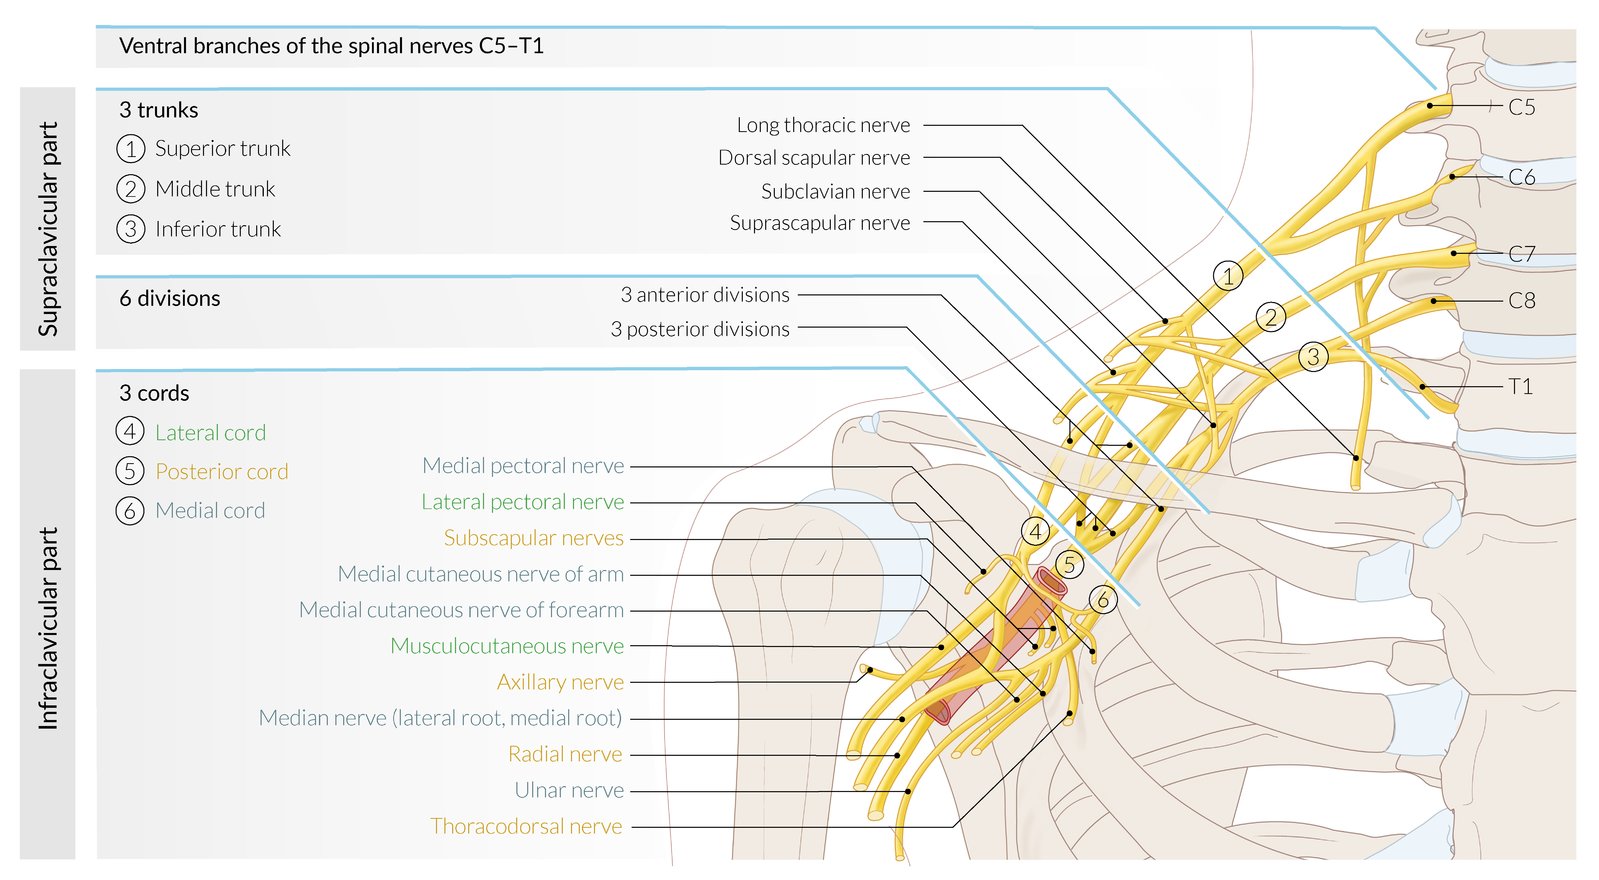 Ventral branches of the spinal nerves C5–T1
Supraclavicular part
3 trunks
1 Superior trunk
2 Middle trunk
3 Inferior trunk
Long thoracic nerve
Dorsal scapular nerve
Subclavian nerve
Suprascapular nerve
6 divisions
3 anterior divisions
3 posterior divisions
Infraclavicular part
3 cords
4 Lateral cord
5 Posterior cord
6 Medial cord
Medial pectoral nerve
Lateral pectoral nerve
Subscapular nerves
Medial cutaneous nerve of arm
Medial cutaneous nerve of forearm
Musculocutaneous nerve
Axillary nerve
Median nerve (lateral root, medial root)
Radial nerve
Ulnar nerve
Thoracodorsal nerve
C5
C6
C7
C8
T1
1
2
3
4
5
6